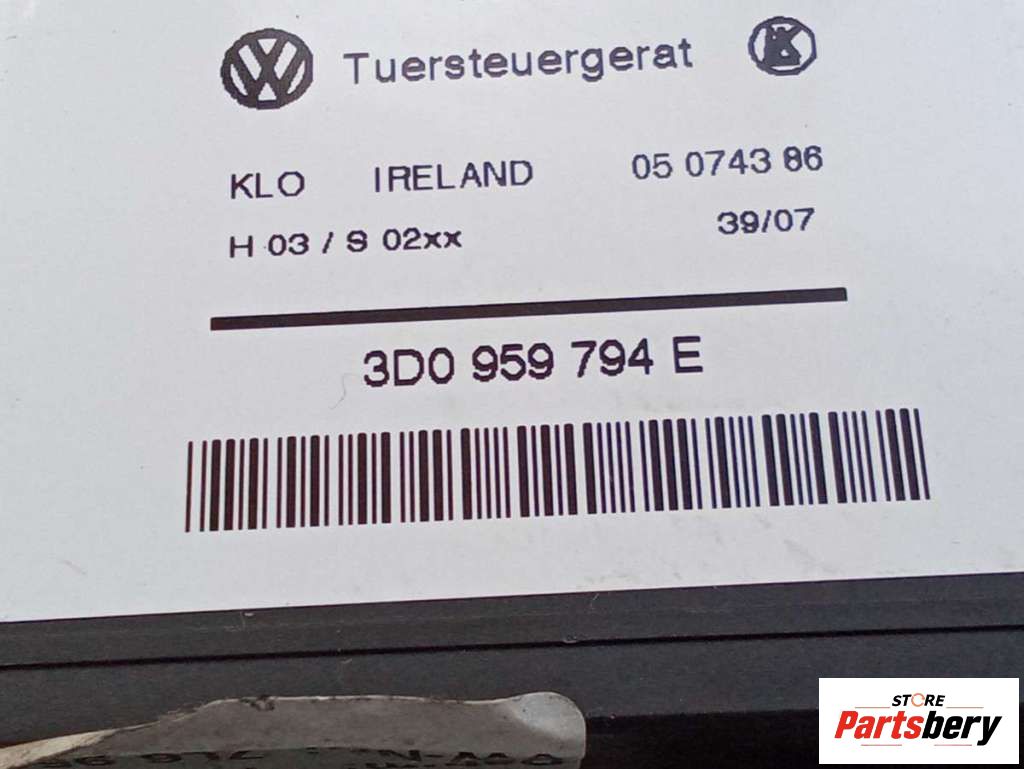 Tuersteuergerat
KLO IRELAND 05 0743 86
H 03 / S 02xx 39/07
3D0 959 794 E
STORE
Partsbery